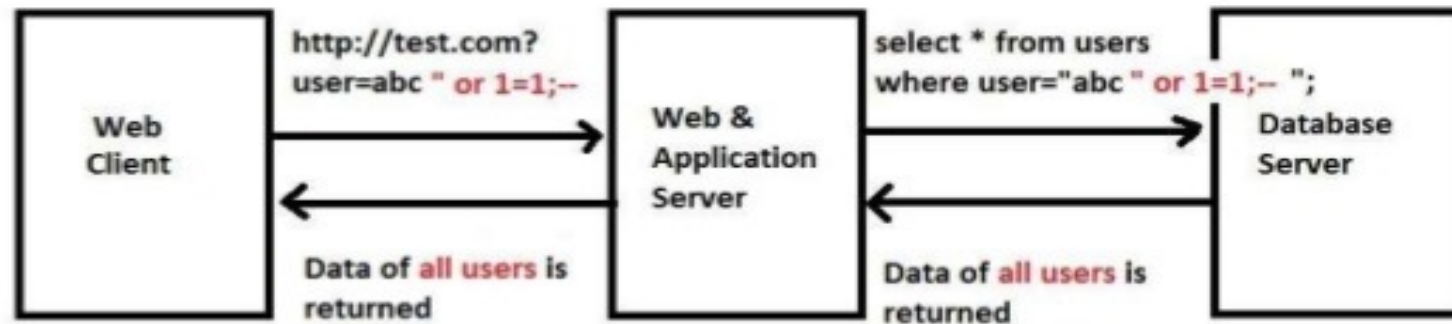 Web
Client
http://test.com?
user=abc " or 1=1;--
Data of all users is
returned
Web &
Application
Server
select * from users
where user="abc " or 1=1;-- ";
Data of all users is
returned
Database
Server